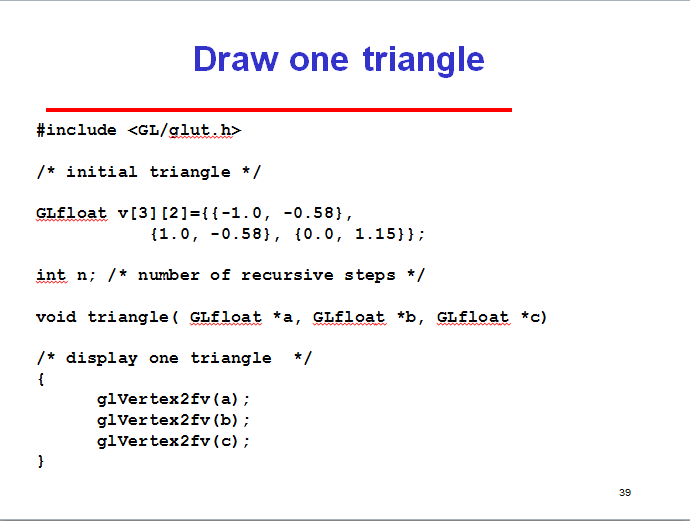 Draw one triangle
#include <GL/glut.h>
/* initial triangle */
GLfloat v[3][2]={{-1.0, -0.58},
{1.0, -0.58}, {0.0, 1.15}};
int n; /* number of recursive steps */
void triangle( GLfloat *a, GLfloat *b, GLfloat *c)
/* display one triangle  */
{
glVertex2fv(a);
glVertex2fv(b);
glVertex2fv(c);
}
39